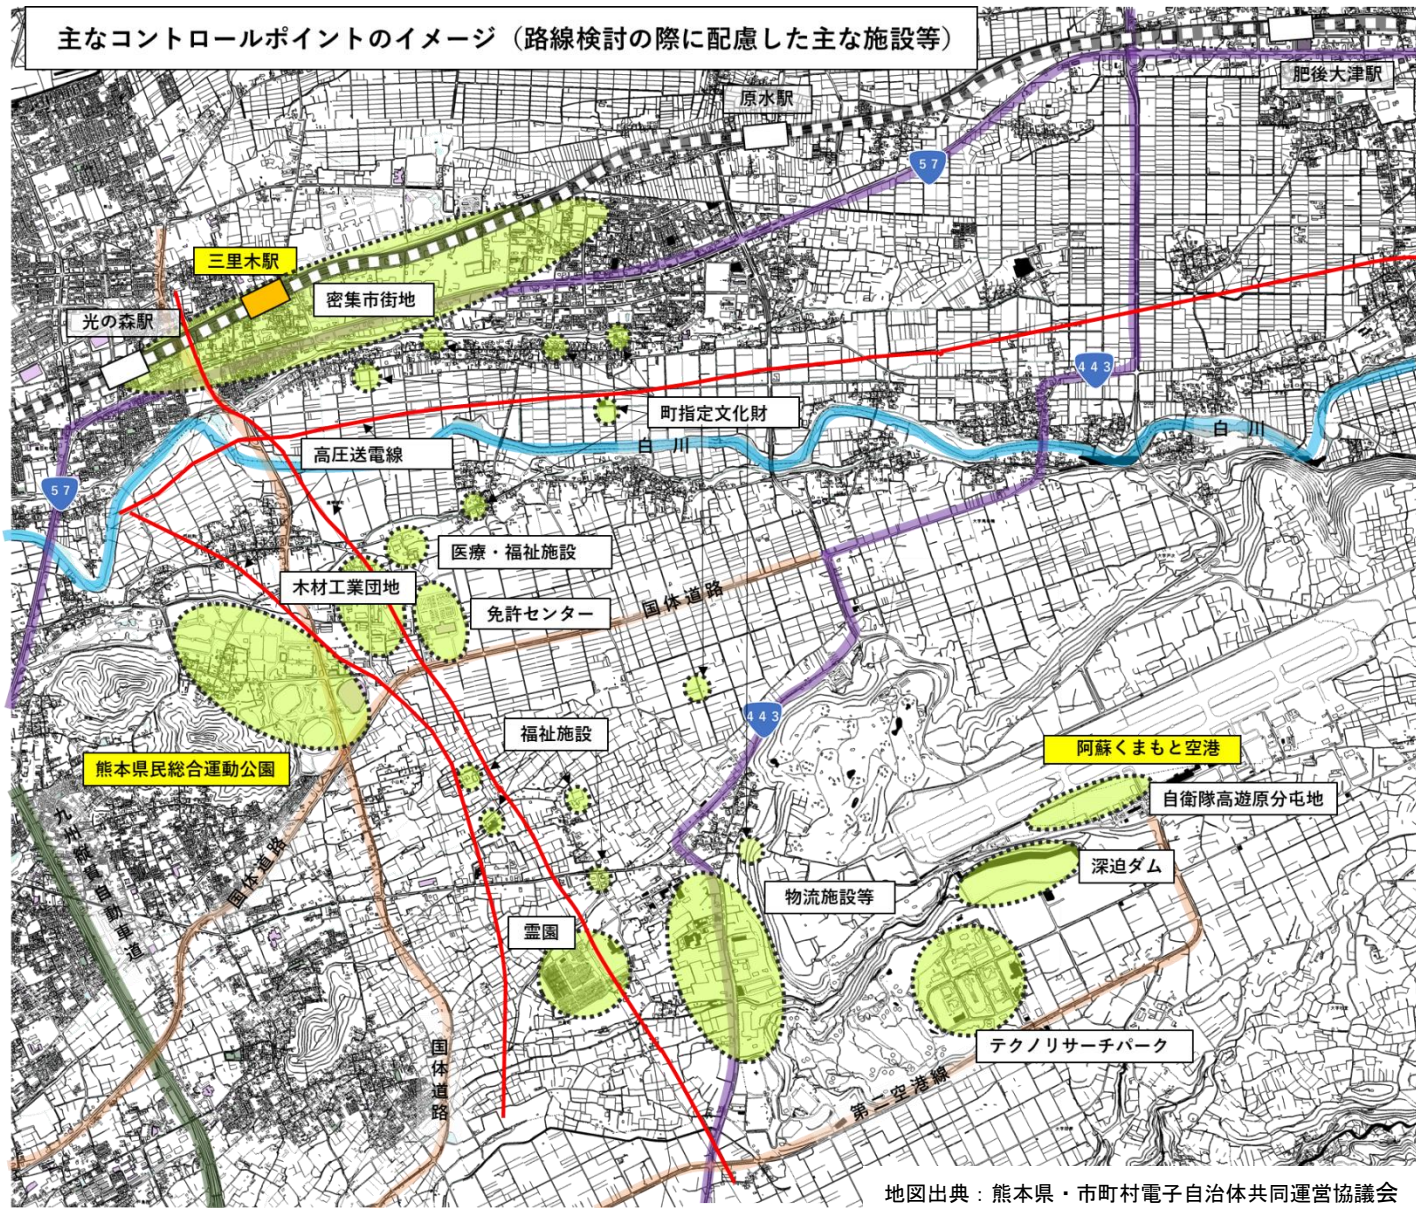 主なコントロールポイントのイメージ（路線検討の際に配慮した主な施設等）
肥後大津駅
原水駅
57
三里木駅
密集市街地
光の森駅
443
町指定文化財
白川
白川
高圧送電線
57
医療・福祉施設
木材工業団地
免許センター
国体道路
443
福祉施設
阿蘇くまもと空港
熊本県民総合運動公園
自衛隊高遊原分屯地
九州縦貫自動車道
国体道路
深迫ダム
物流施設等
霊園
テクノリサーチパーク
国体道路
第二空港線
地図出典：熊本県・市町村電子自治体共同運営協議会